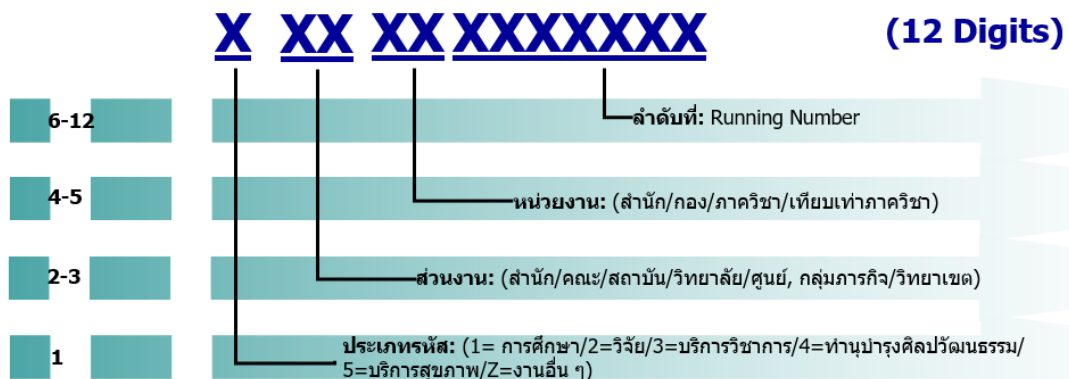 X XX XX XXXXXXX (12 Digits)
6-12 ลำดับที่: Running Number
4-5 หน่วยงาน: (สำนัก/กอง/ภาควิชา/เทียบเท่าภาควิชา)
2-3 ส่วนงาน: (สำนัก/คณะ/สถาบัน/วิทยาลัย/ศูนย์, กลุ่มภารกิจ/วิทยาเขต)
1 ประเภทรหัส: (1= การศึกษา/2=วิจัย/3=บริการวิชาการ/4=ทำนุบำรุงศิลปวัฒนธรรม/
5=บริการสุขภาพ/Z=งานอื่น ๆ)